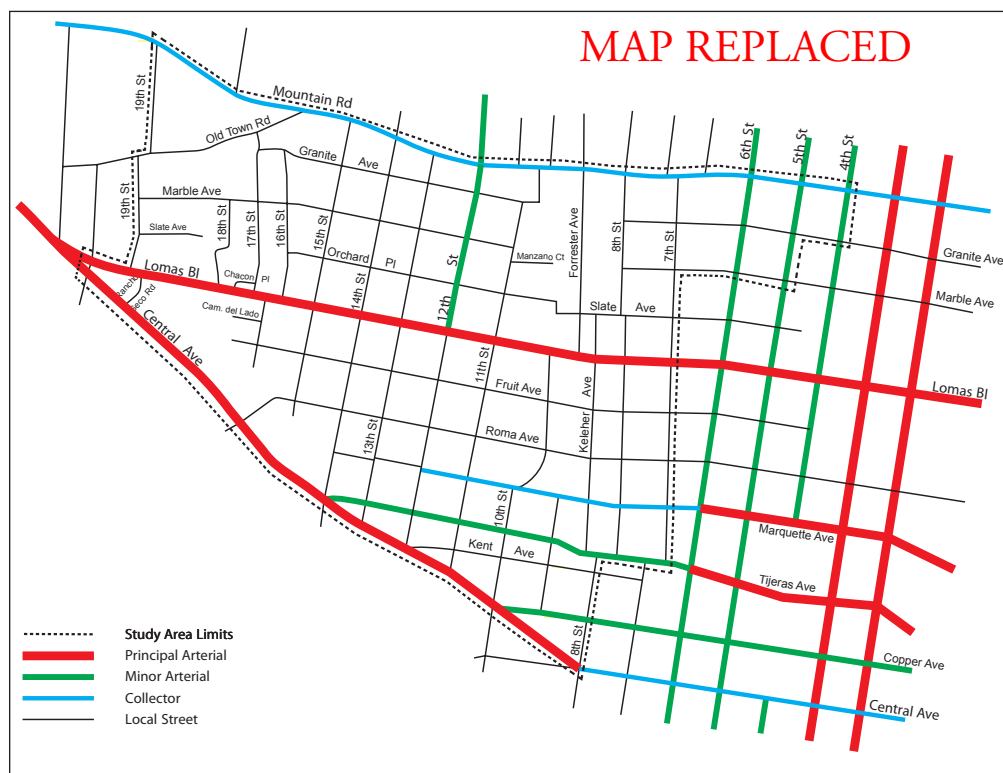 MAP REPLACED
19th St
Mountain Rd
Old Town Rd
Granite Ave
6th St
5th St
4th St
19th St
Marble Ave
Slate Ave
18th St
17th St
16th St
15th St
Orchard Pl
12th St
Manzano Ct
Forrester Ave
8th St
7th St
Granite Ave
Marble Ave
Lomas Bl
Chacon Pl
Rancho Seco Rd
Cam. del Lado
14th St
Slate Ave
Central Ave
11th St
Fruit Ave
Keleher Ave
Lomas Bl
13th St
Roma Ave
10th St
Kent Ave
Marquette Ave
Tijeras Ave
8th St
Copper Ave
Central Ave
Study Area Limits
Principal Arterial
Minor Arterial
Collector
Local Street